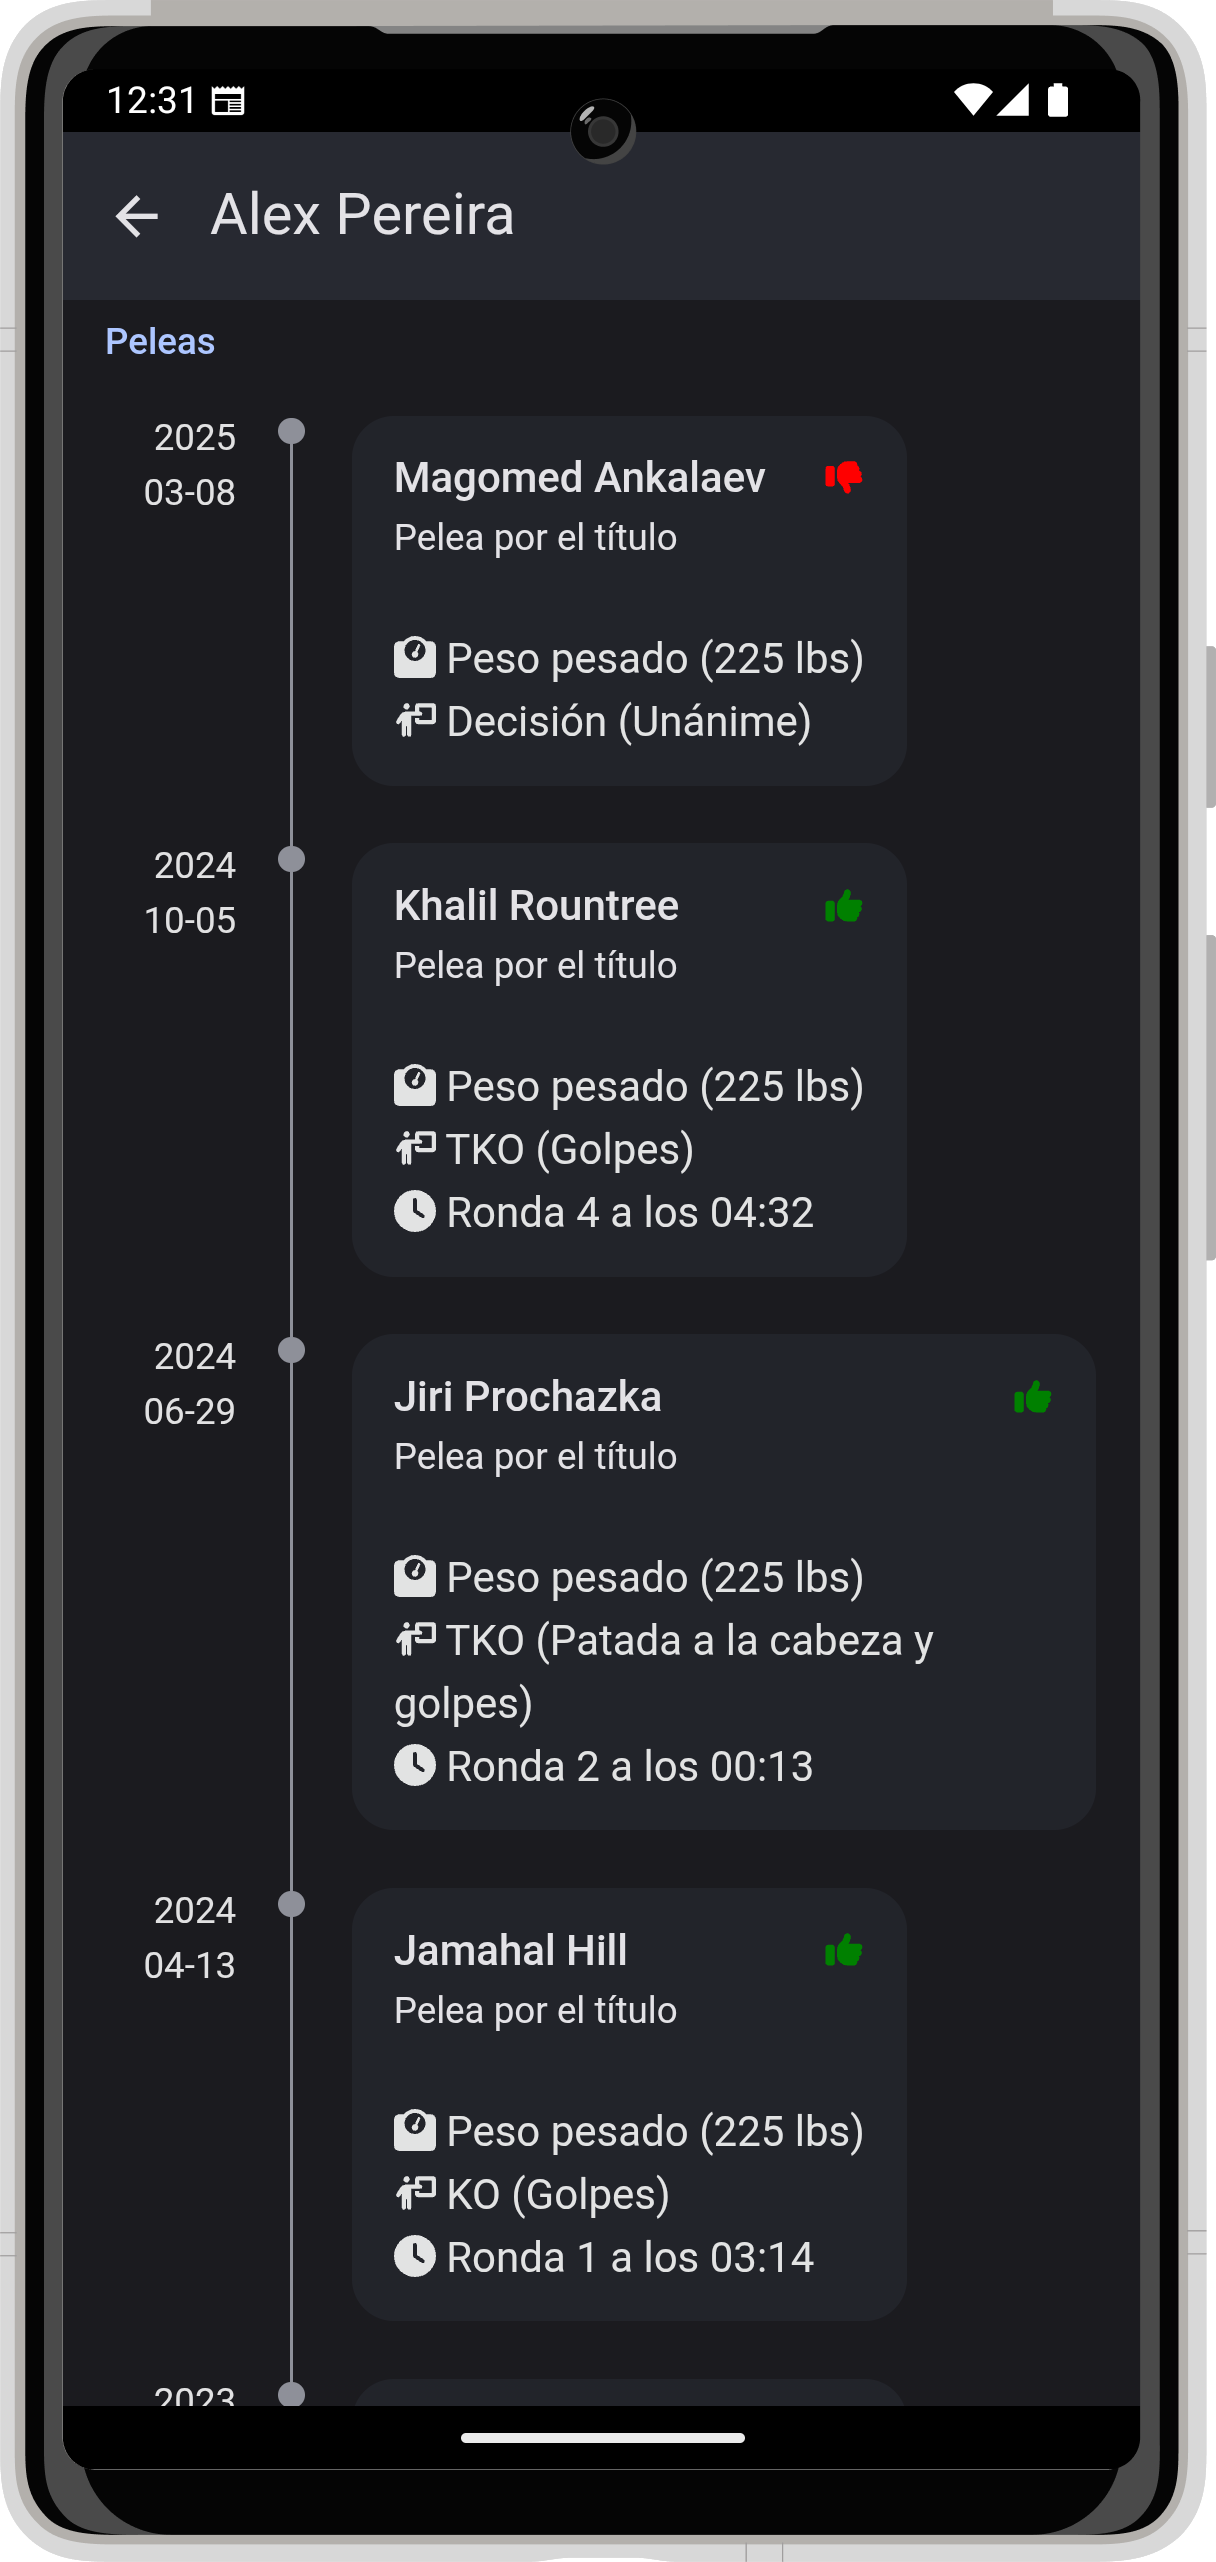 12:31
Alex Pereira
Peleas
2025
03-08
Magomed Ankalaev
Pelea por el título
Peso pesado (225 lbs)
Decisión (Unánime)
2024
10-05
Khalil Rountree
Pelea por el título
Peso pesado (225 lbs)
TKO (Golpes)
Ronda 4 a los 04:32
2024
06-29
Jiri Prochazka
Pelea por el título
Peso pesado (225 lbs)
TKO (Patada a la cabeza y
golpes)
Ronda 2 a los 00:13
2024
04-13
Jamahal Hill
Pelea por el título
Peso pesado (225 lbs)
KO (Golpes)
Ronda 1 a los 03:14
2023